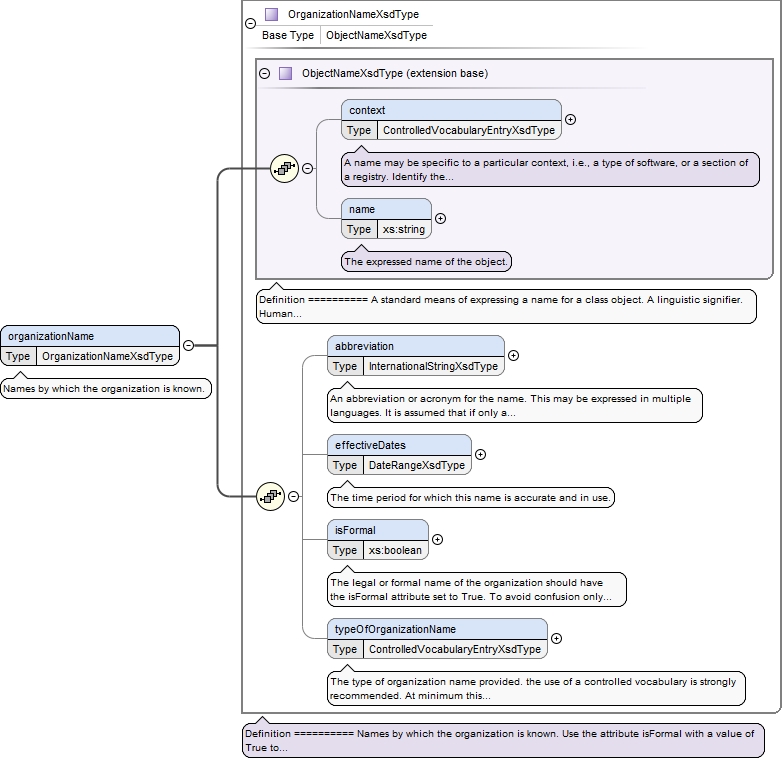 OrganizationNameXsdType
Base Type ObjectNameXsdType
ObjectNameXsdType (extension base)
context
Type ControlledVocabularyEntryXsdType
A name may be specific to a particular context, i.e., a type of software, or a section of
a registry. Identify the...
name
Type xs:string
The expressed name of the object.
Definition ========== A standard means of expressing a name for a class object. A linguistic signifier.
Human...
organizationName
Type OrganizationNameXsdType
Names by which the organization is known.
abbreviation
Type InternationalStringXsdType
An abbreviation or acronym for the name. This may be expressed in multiple
languages. It is assumed that if only a...
effectiveDates
Type DateRangeXsdType
The time period for which this name is accurate and in use.
isFormal
Type xs:boolean
The legal or formal name of the organization should have
the isFormal attribute set to True. To avoid confusion only...
typeOfOrganizationName
Type ControlledVocabularyEntryXsdType
The type of organization name provided. the use of a controlled vocabulary is strongly
recommended. At minimum this...
Definition ========== Names by which the organization is known. Use the attribute isFormal with a value of
True to...